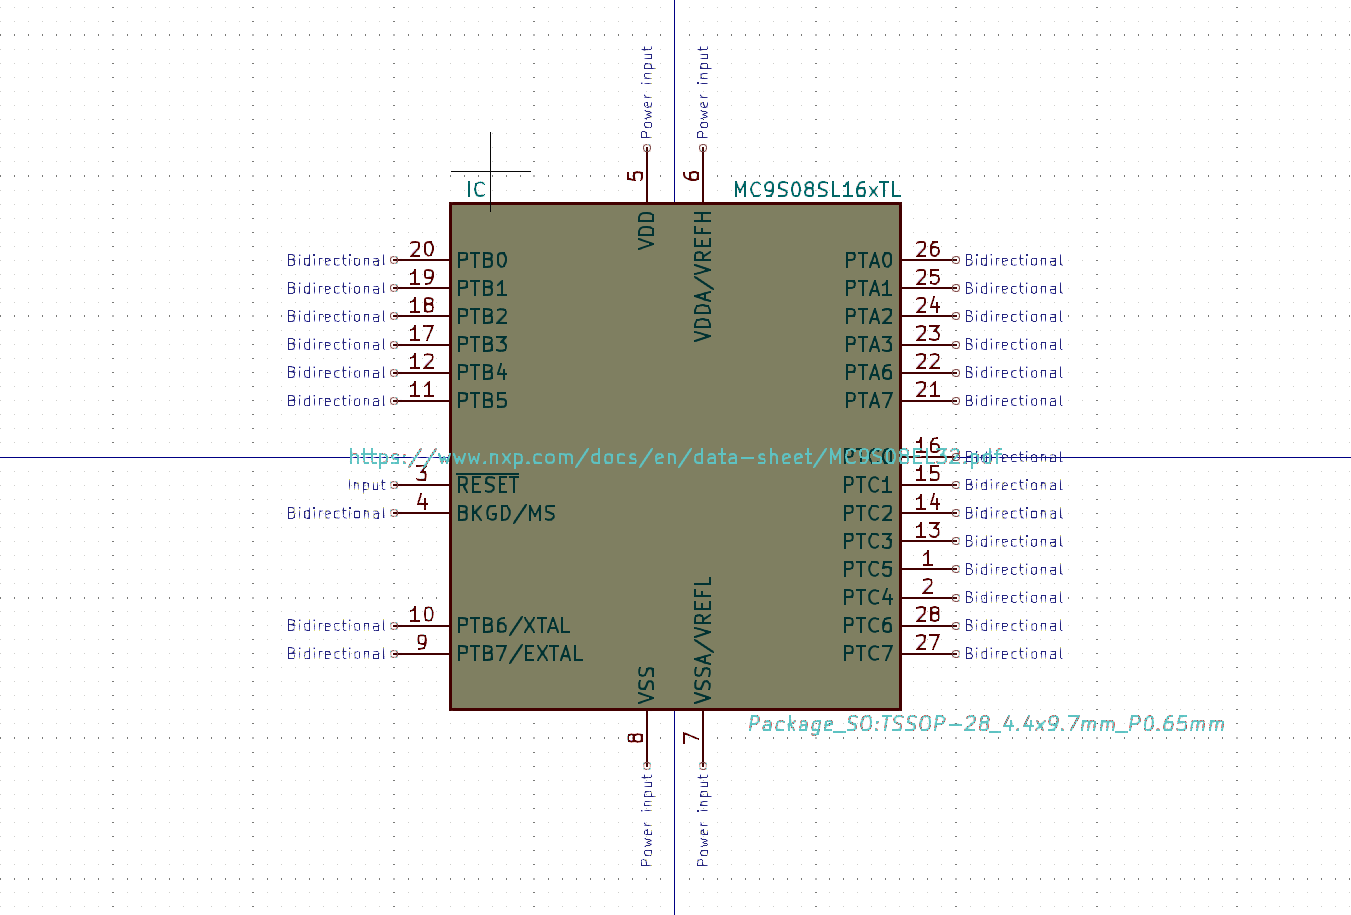 Power input
Power input
5
6
IC
MC9S08SL16xTL
VDD
VDDA/VREFH
Bidirectional 20 PTB0
PTA0 26 Bidirectional
Bidirectional 19 PTB1
PTA1 25 Bidirectional
Bidirectional 18 PTB2
PTA2 24 Bidirectional
Bidirectional 17 PTB3
PTA3 23 Bidirectional
Bidirectional 12 PTB4
PTA6 22 Bidirectional
Bidirectional 11 PTB5
PTA7 21 Bidirectional
https://www.nxp.com/docs/en/data-sheet/MC9S08EL32.pdf
PTC0 16 Bidirectional
Input 3 RESET
PTC1 15 Bidirectional
Bidirectional 4 BKGD/MS
PTC2 14 Bidirectional
PTC3 13 Bidirectional
PTC5 1 Bidirectional
PTC4 2 Bidirectional
Bidirectional 10 PTB6/XTAL
PTC6 28 Bidirectional
Bidirectional 9 PTB7/EXTAL
PTC7 27 Bidirectional
VSS
VSSA/VREFL
8
7
Package_SO:TSSOP-28_4.4x9.7mm_P0.65mm
Power input
Power input